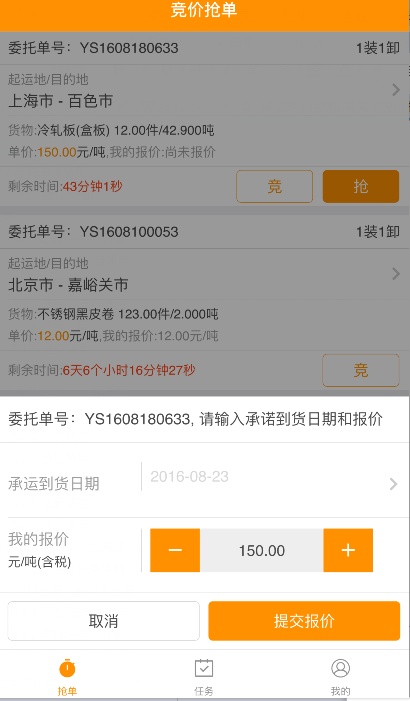 竞价抢单
委托单号：YS1608180633 1装1卸
起运地/目的地
上海市 - 百色市
货物:冷轧板(盒板) 12.00件/42.900吨
单价:150.00元/吨,我的报价:尚未报价
剩余时间:43分钟1秒 竞 抢
委托单号：YS1608100053 1装1卸
起运地/目的地
北京市 - 嘉峪关市
货物:不锈钢黑皮卷 123.00件/2.000吨
单价:12.00元/吨,我的报价:12.00元/吨
剩余时间:6天6个小时16分钟27秒 竞
委托单号：YS1608180633, 请输入承诺到货日期和报价
承运到货日期 2016-08-23
我的报价
元/吨(含税) − 150.00 +
取消 提交报价
抢单 任务 我的